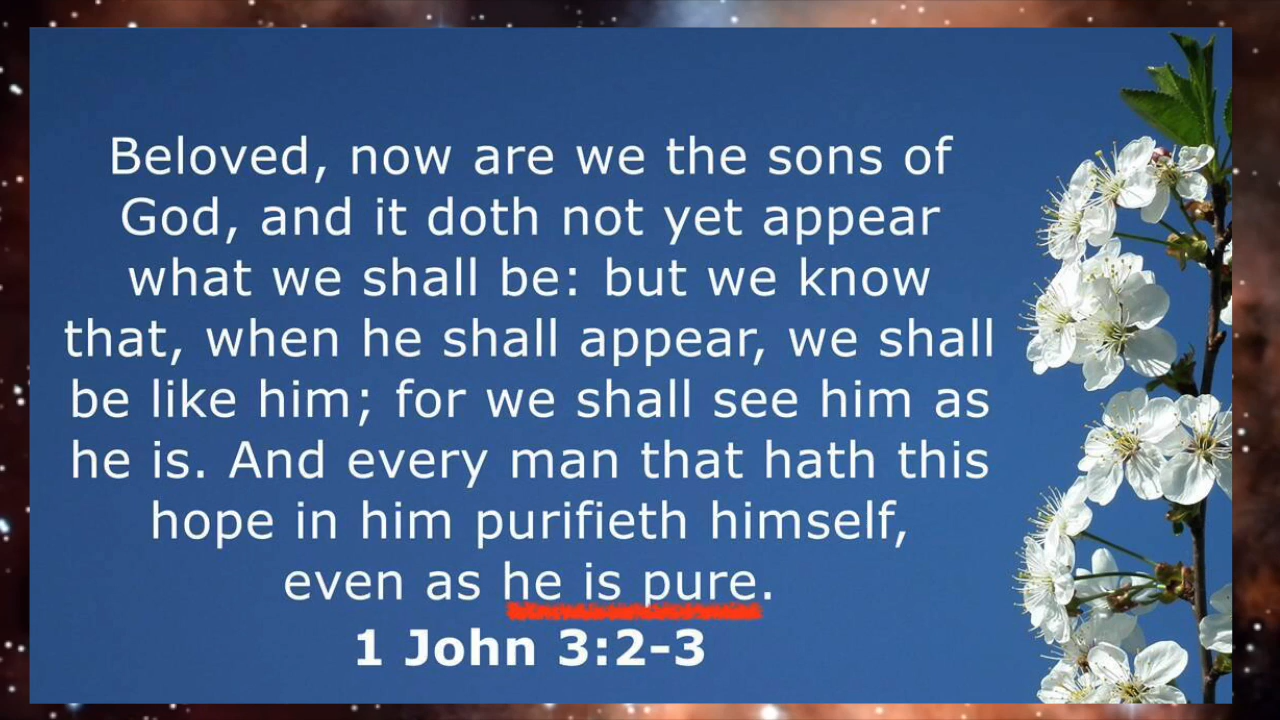 Beloved, now are we the sons of
God, and it doth not yet appear
what we shall be: but we know
that, when he shall appear, we shall
be like him; for we shall see him as
he is. And every man that hath this
hope in him purifieth himself,
even as he is pure.
1 John 3:2-3